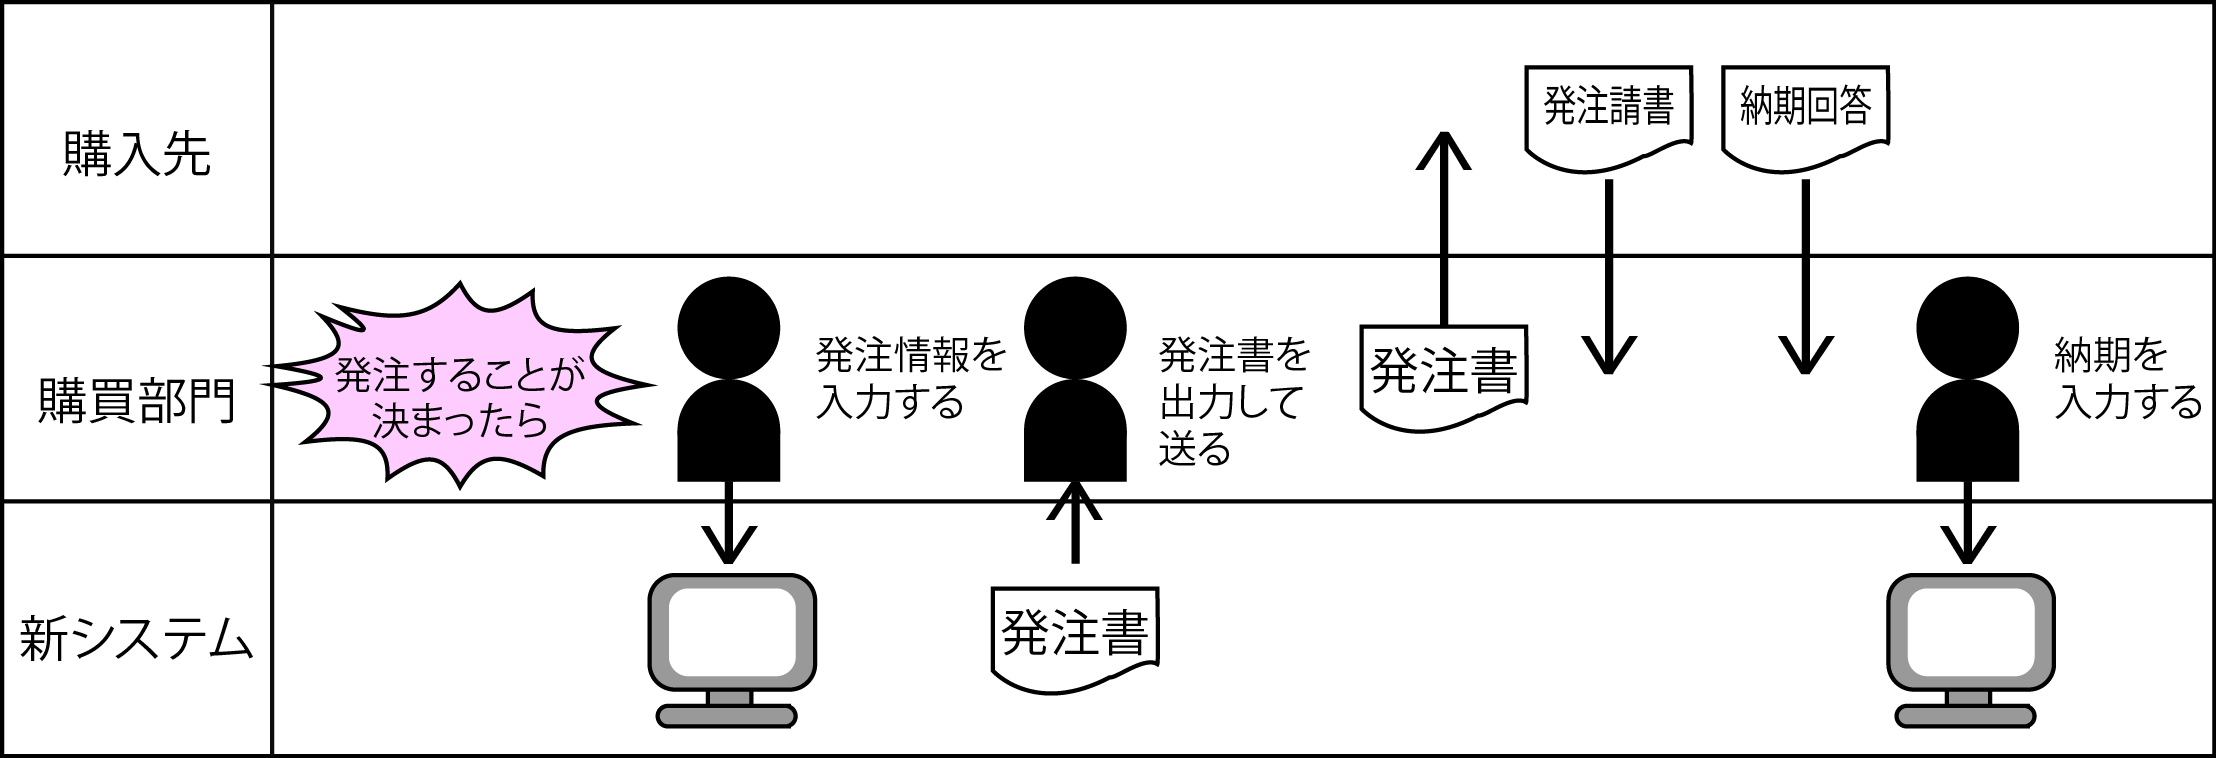 購入先
発注請書
納期回答
購買部門
発注することが
決まったら
発注情報を
入力する
発注書を
出力して
送る
発注書
納期を
入力する
新システム
発注書